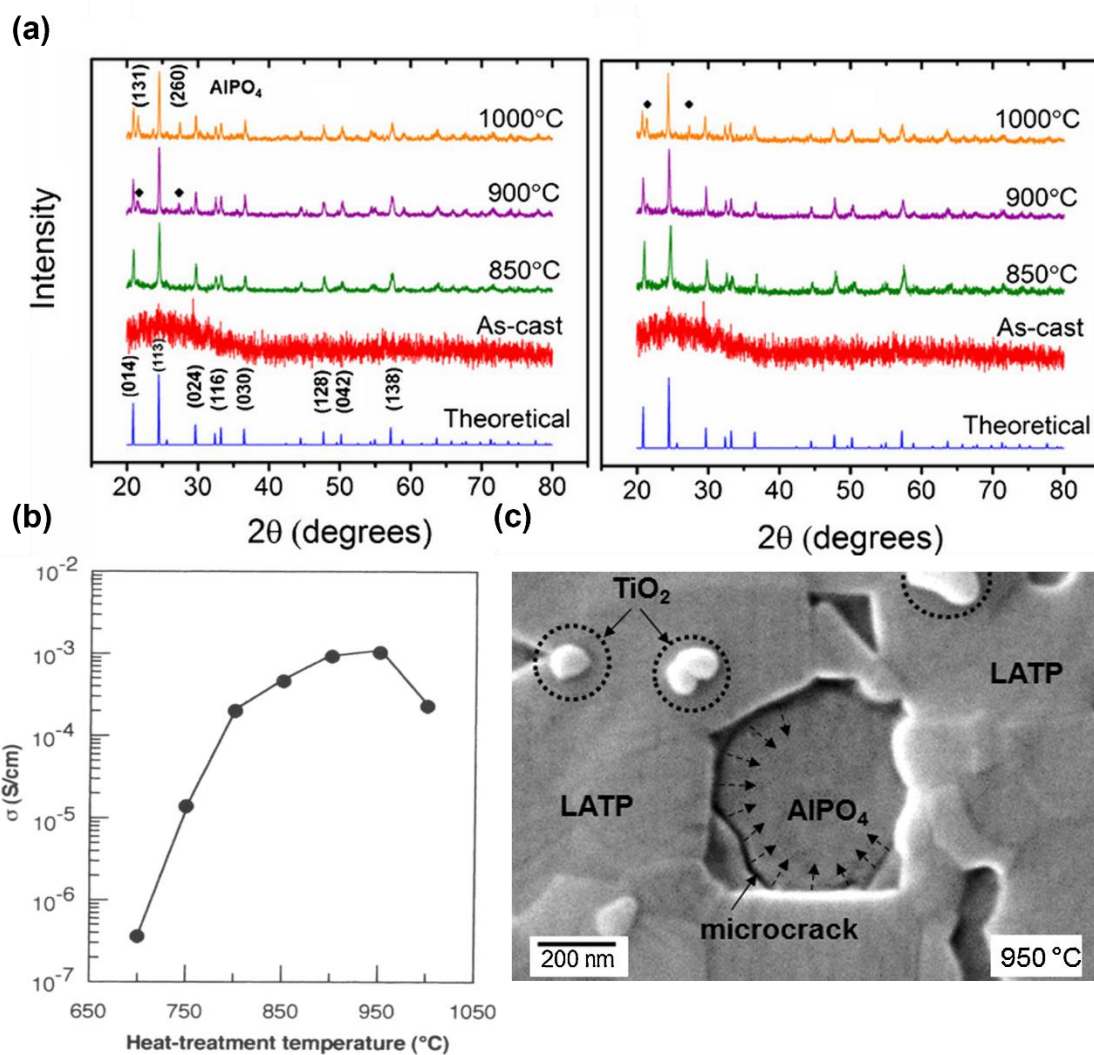 (a)
Intensity
(131)
(260)
AlPO₄
1000°C
900°C
850°C
As-cast
(014)
(113)
(024)
(116)
(030)
(128)
(042)
(138)
Theoretical
20 30 40 50 60 70 80
2θ (degrees)
1000°C
900°C
850°C
As-cast
Theoretical
20 30 40 50 60 70 80
2θ (degrees)
(b)
σ (S/cm)
10⁻²
10⁻³
10⁻⁴
10⁻⁵
10⁻⁶
10⁻⁷
650 750 850 950 1050
Heat-treatment temperature (°C)
(c)
TiO₂
LATP
LATP
AlPO₄
microcrack
200 nm
950 °C